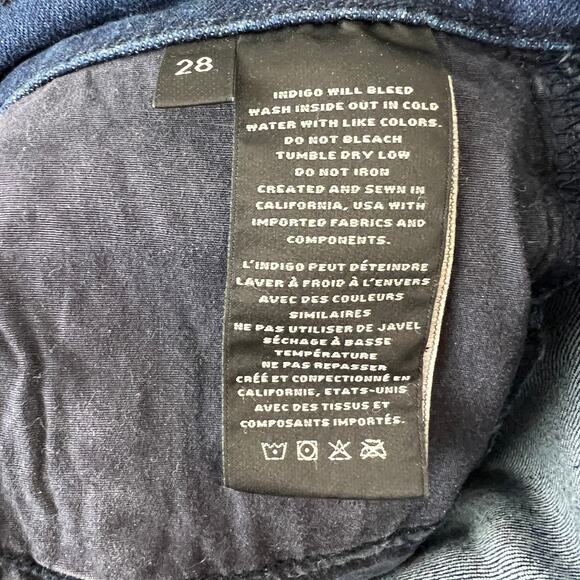 28
INDIGO WILL BLEED
WASH INSIDE OUT IN COLD
WATER WITH LIKE COLORS.
DO NOT BLEACH
TUMBLE DRY LOW
DO NOT IRON
CREATED AND SEWN IN
CALIFORNIA, USA WITH
IMPORTED FABRICS AND
COMPONENTS.
L'INDIGO PEUT DÉTEINDRE
LAVER À FROID À L'ENVERS
AVEC DES COULEURS
SIMILAIRES
NE PAS UTILISER DE JAVEL
SÉCHAGE À BASSE
TEMPÉRATURE
NE PAS REPASSER
CRÉÉ ET CONFECTIONNÉ EN
CALIFORNIE, ETATS-UNIS
AVEC DES TISSUS ET
COMPOSANTS IMPORTÉS.